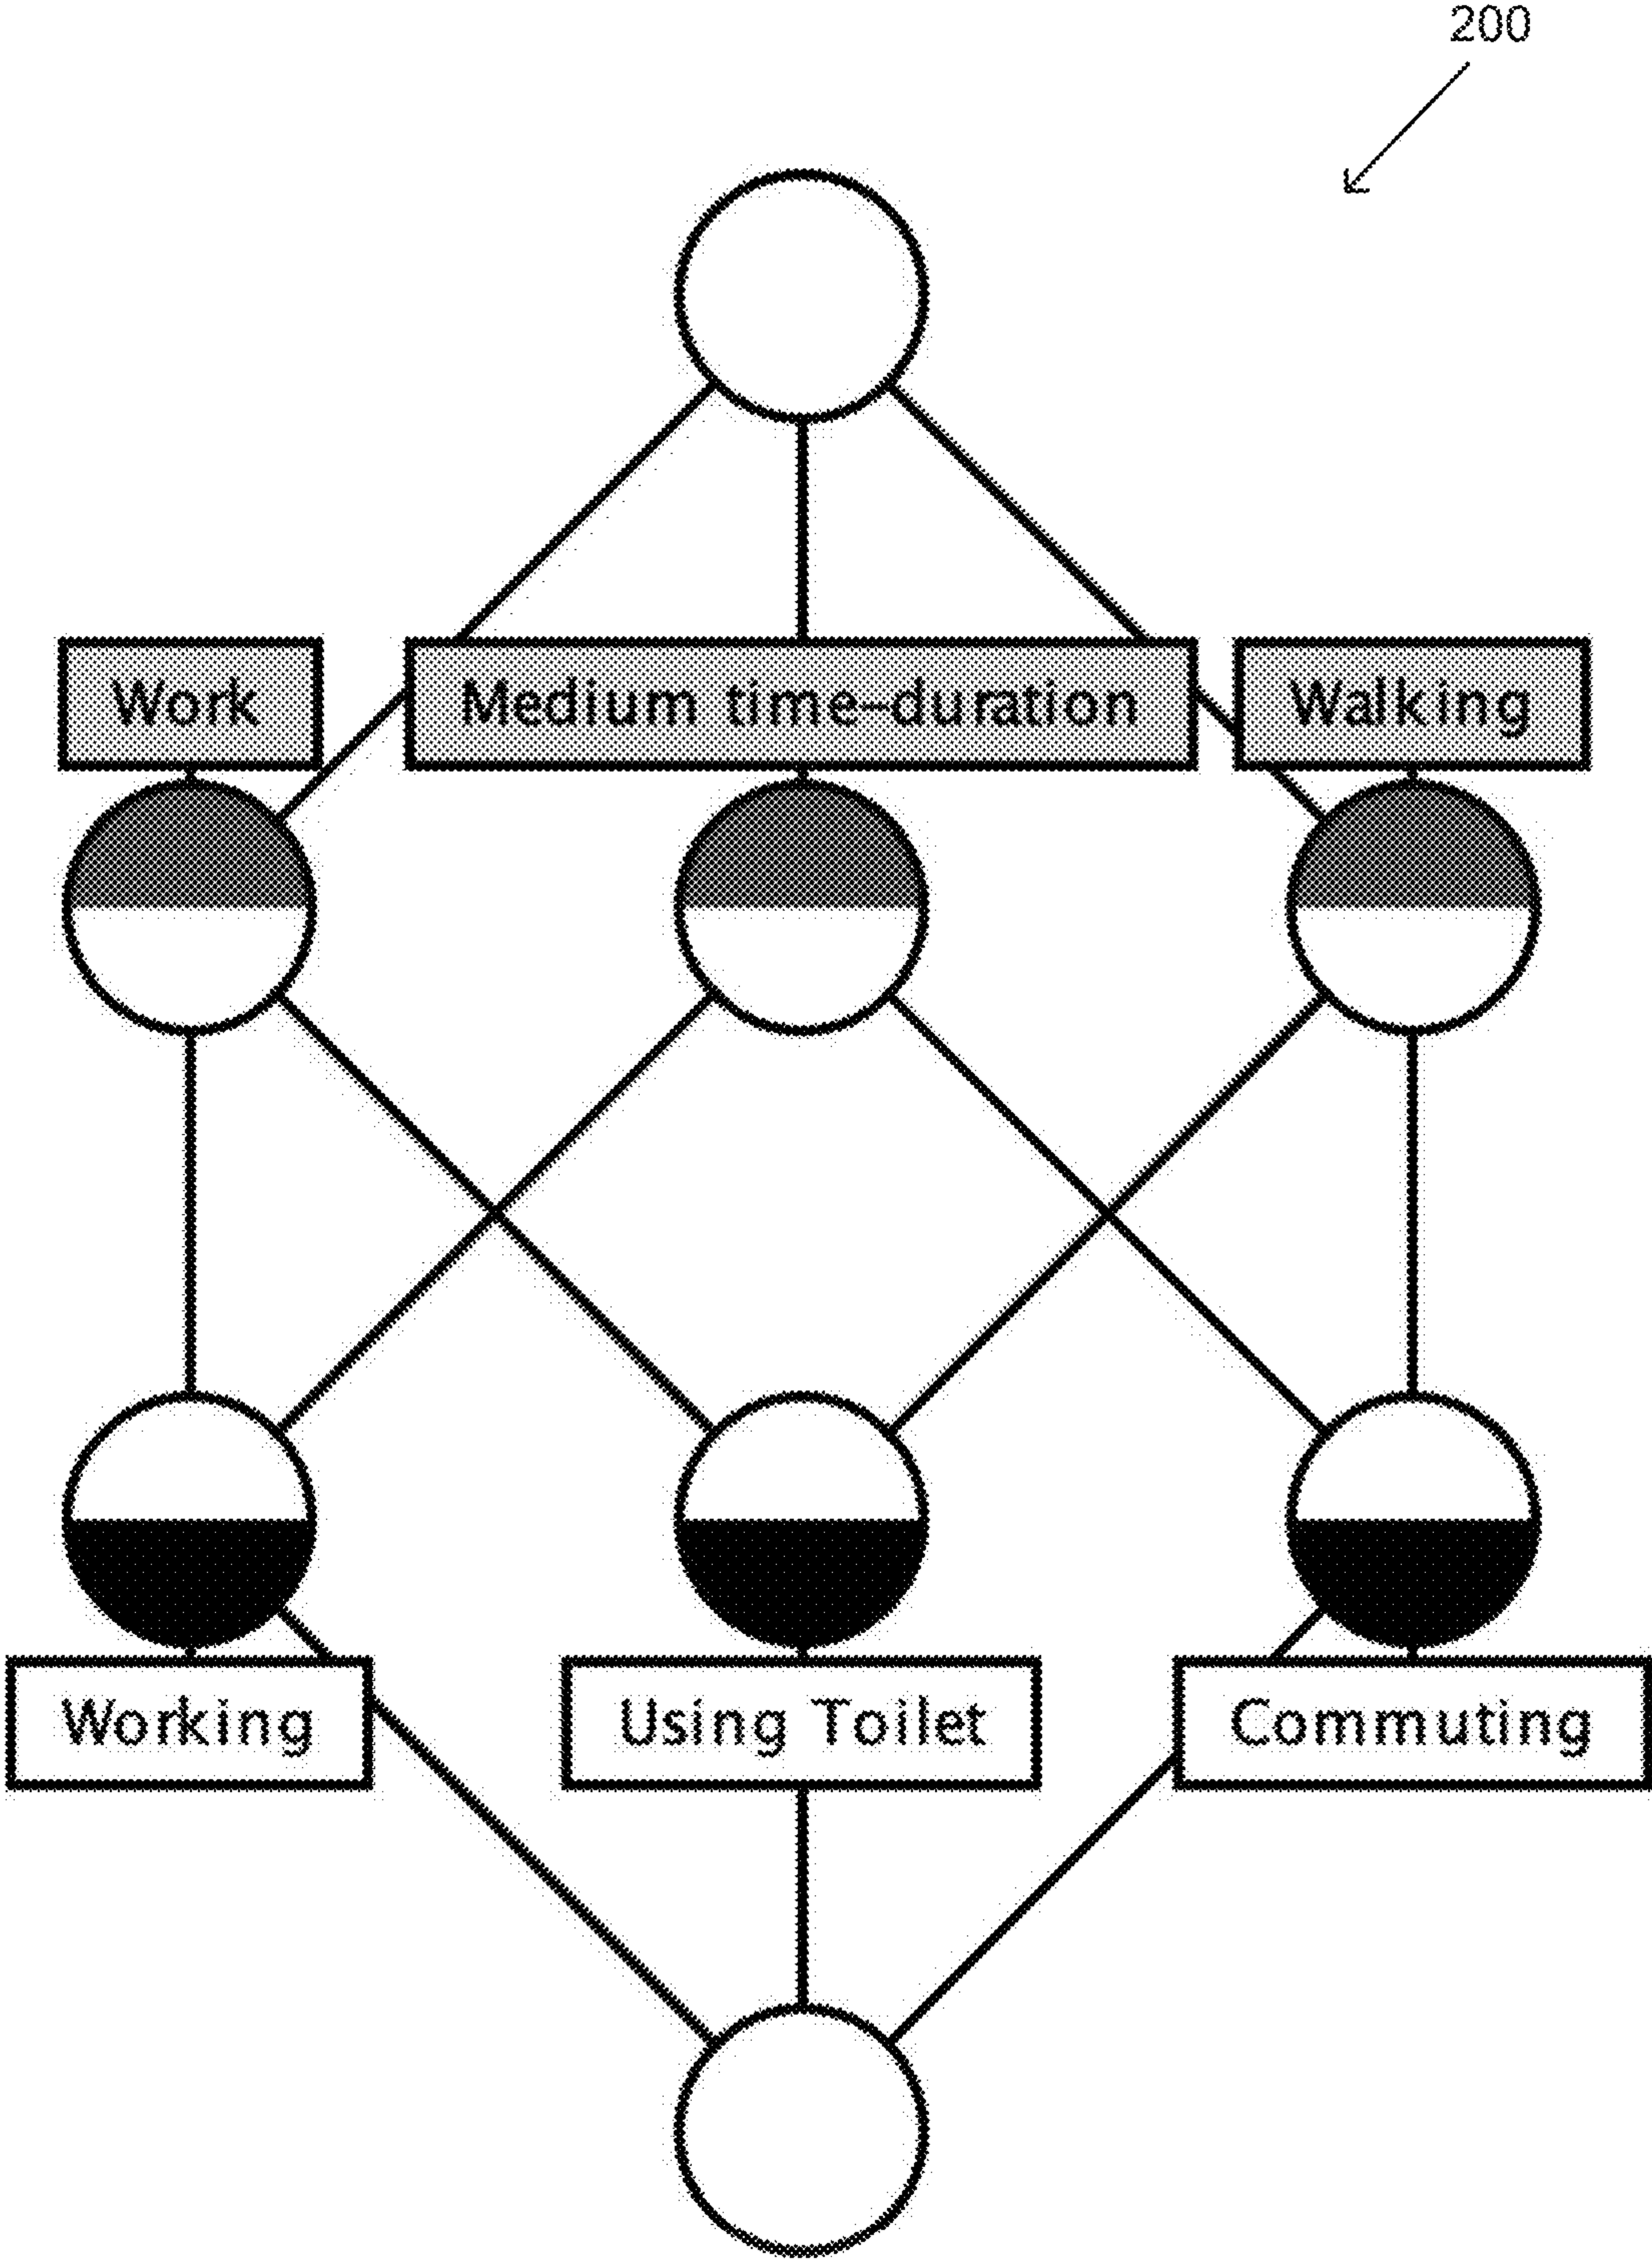 200
Work
Medium time-duration
Walking
Working
Using Toilet
Commuting